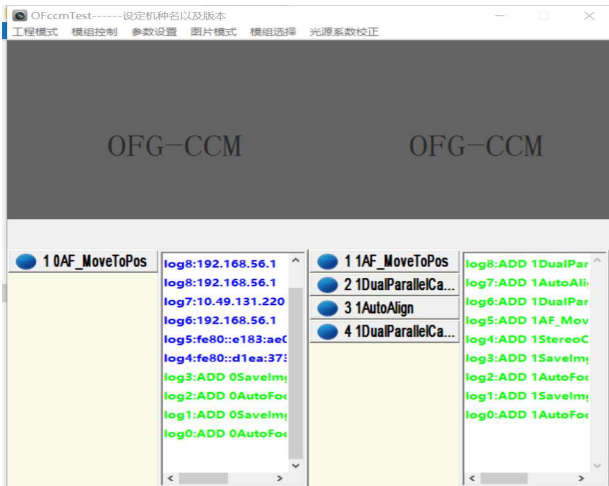 OFccmTest------设定机种名以及版本
工程模式 模组控制 参数设置 图片模式 模组选择 光源系数校正
OFG-CCM
OFG-CCM
1 0AF_MoveToPos
log8:192.168.56.1
log8:192.168.56.1
log7:10.49.131.220
log6:192.168.56.1
log5:fe80::e183:ae0
log4:fe80::d1ea:373
log3:ADD 0SaveImg
log2:ADD 0AutoFoc
log1:ADD 0SaveImg
log0:ADD 0AutoFoc
1 1AF_MoveToPos
2 1DualParallelCa...
3 1AutoAlign
4 1DualParallelCa...
log8:ADD 1DualPar
log7:ADD 1AutoAli
log6:ADD 1DualPar
log5:ADD 1AF_Mov
log4:ADD 1StereoC
log3:ADD 1SaveImg
log2:ADD 1AutoFoc
log1:ADD 1SaveImg
log0:ADD 1AutoFoc